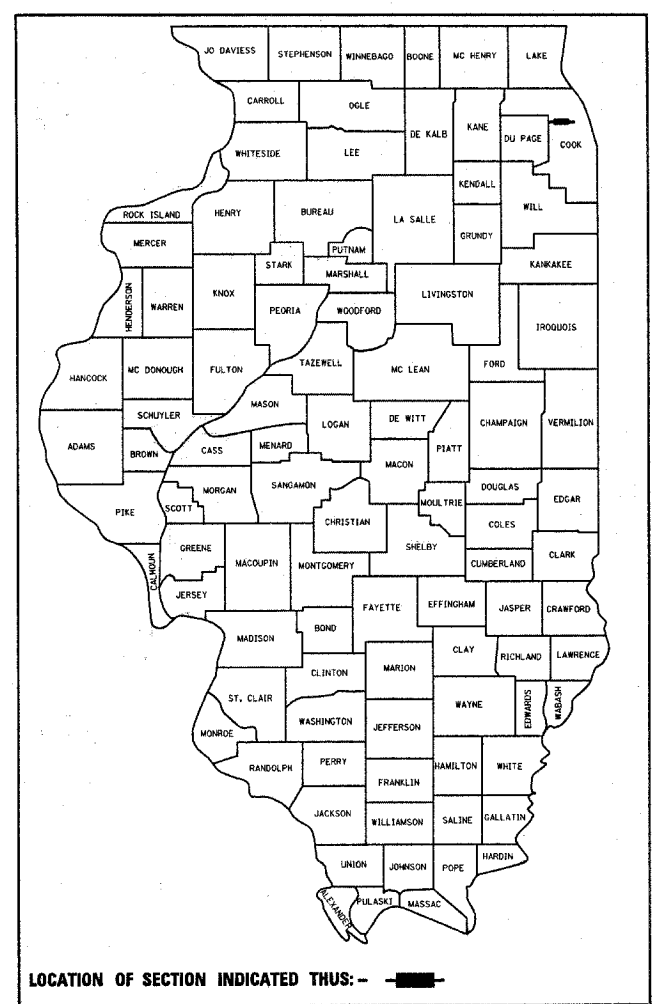 JO DAVIESS
STEPHENSON
WINNEBAGO
BOONE
MC HENRY
LAKE
CARROLL
OGLE
DE KALB
KANE
DU PAGE
COOK
WHITESIDE
LEE
KENDALL
WILL
ROCK ISLAND
HENRY
BUREAU
LA SALLE
GRUNDY
MERCER
PUTNAM
STARK
MARSHALL
KANKAKEE
HENDERSON
WARREN
KNOX
PEORIA
WOODFORD
LIVINGSTON
IROQUOIS
HANCOCK
MC DONOUGH
FULTON
TAZEWELL
MC LEAN
FORD
SCHUYLER
MASON
LOGAN
DE WITT
CHAMPAIGN
VERMILION
ADAMS
BROWN
CASS
MENARD
MACON
PIATT
PIKE
SCOTT
MORGAN
SANGAMON
CHRISTIAN
MOULTRIE
DOUGLAS
EDGAR
COLES
CALHOUN
GREENE
MACOUPIN
MONTGOMERY
SHELBY
CUMBERLAND
CLARK
JERSEY
FAYETTE
EFFINGHAM
JASPER
CRAWFORD
MADISON
BOND
CLAY
RICHLAND
LAWRENCE
CLINTON
MARION
ST. CLAIR
WASHINGTON
WAYNE
EDWARDS
WABASH
MONROE
JEFFERSON
RANDOLPH
PERRY
HAMILTON
WHITE
FRANKLIN
JACKSON
WILLIAMSON
SALINE
GALLATIN
UNION
JOHNSON
POPE
HARDIN
ALEXANDER
PULASKI
MASSAC
LOCATION OF SECTION INDICATED THUS: -